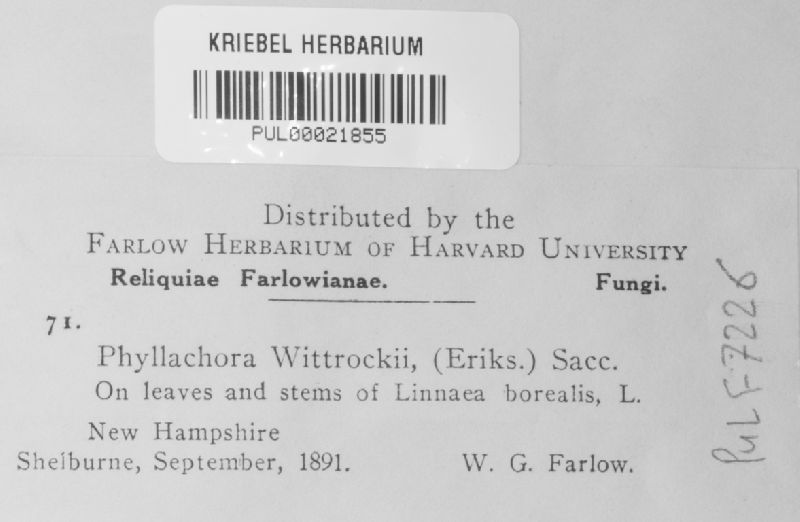 KRIEBEL HERBARIUM
PUL00021855
Distributed by the
FARLOW HERBARIUM OF HARVARD UNIVERSITY
Reliquiae Farlowianae. Fungi.
71.
Phyllachora Wittrockii, (Eriks.) Sacc.
On leaves and stems of Linnaea borealis, L.
New Hampshire
Shelburne, September, 1891. W. G. Farlow.
PUL F-7226